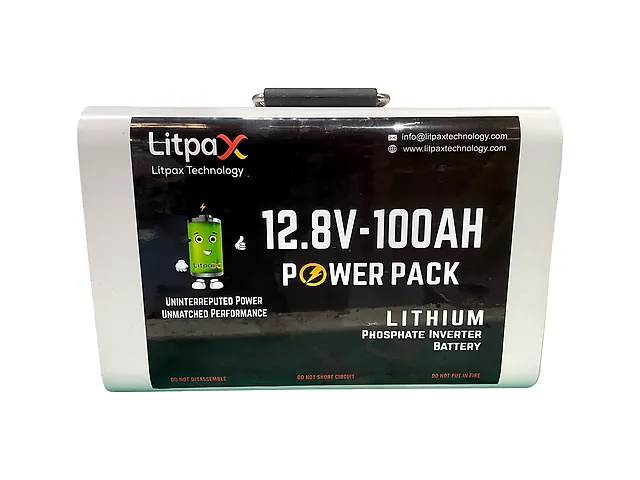 Litpax
Litpax Technology
info@litpaxtechnology.com
www.litpaxtechnology.com
12.8V-100AH
POWER PACK
Litpax
UNINTERREPUTED POWER
UNMATCHED PERFORMANCE
LITHIUM
PHOSPHATE INVERTER
BATTERY
DO NOT DISASSEMBLE
DO NOT SHORT CIRCUIT
DO NOT PUT IN FIRE